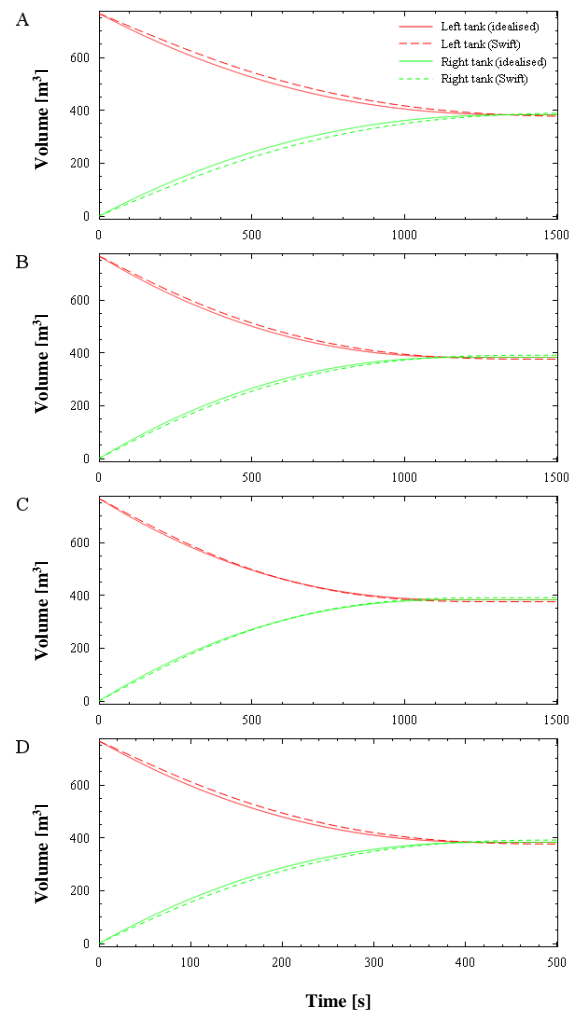 A
Left tank (idealised)
Left tank (Swift)
Right tank (idealised)
Right tank (Swift)
Volume [m³]
600
400
200
0
0 500 1000 1500
B
Volume [m³]
600
400
200
0
0 500 1000 1500
C
Volume [m³]
600
400
200
0
0 500 1000 1500
D
Volume [m³]
600
400
200
0
0 100 200 300 400 500
Time [s]